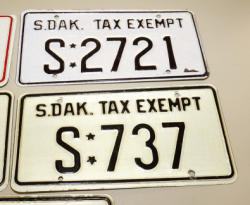 S.DAK. TAX EXEMPT
S:2721
S.DAK. TAX EXEMPT
S**737